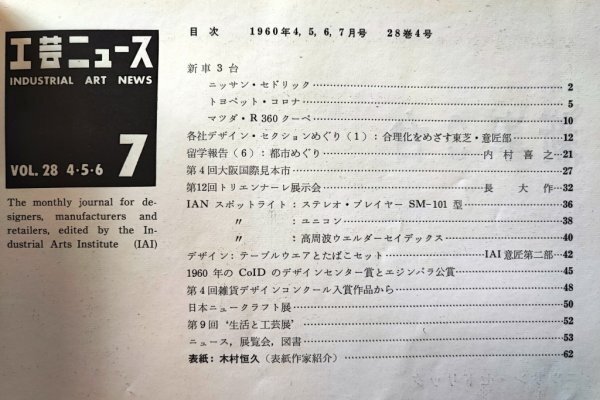 工芸ニュース
INDUSTRIAL ART NEWS
VOL. 28 4・5・6 7
The monthly journal for de-
signers, manufacturers and
retailers, edited by the In-
dustrial Arts Institute (IAI)
目次 1960年4, 5, 6, 7月号 28巻4号
新車3台
ニッサン・セドリック 2
トヨペット・コロナ 5
マツダ・R 360クーペ 10
各社デザイン・セクションめぐり（1）：合理化をめざす東芝・意匠部 12
留学報告（6）：都市めぐり 内村喜之 21
第4回大阪国際見本市 27
第12回トリエンナーレ展示会 長大作 32
IAN スポットライト：ステレオ・プレイヤー SM-101 型 36
〃 ：ユニコン 38
〃 ：高周波ウエルダーセイデックス 40
デザイン：テーブルウエアとたばこセット IAI意匠第二部 42
1960 年の CoID のデザインセンター賞とエジンバラ公賞 45
第4回雑貨デザインコンクール入賞作品から 48
日本ニュークラフト展 50
第9回 ‘生活と工芸展’ 52
ニュース，展覧会，図書 53
表紙：木村恒久（表紙作家紹介） 62